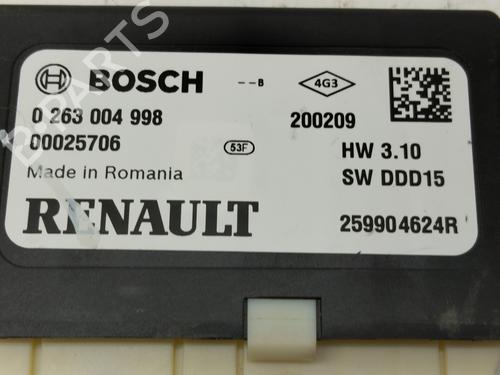 BOSCH --B 4G3
0 263 004 998 200209
00025706 53F HW 3.10
Made in Romania SW DDD15
RENAULT 259904624R
B-PARTS